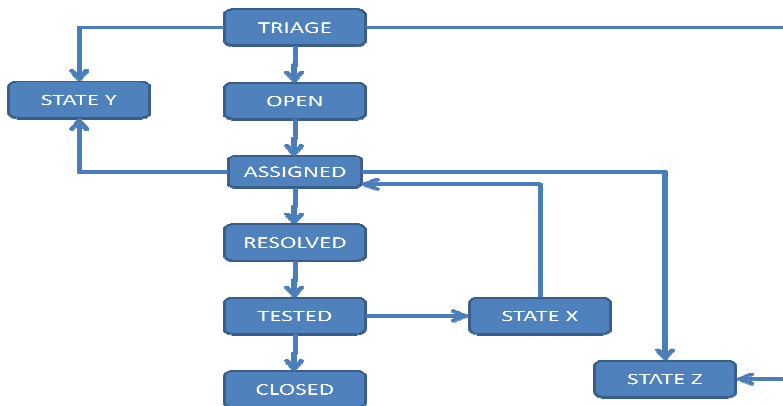 TRIAGE
STATE Y
OPEN
ASSIGNED
RESOLVED
TESTED
STATE X
STATE Z
CLOSED